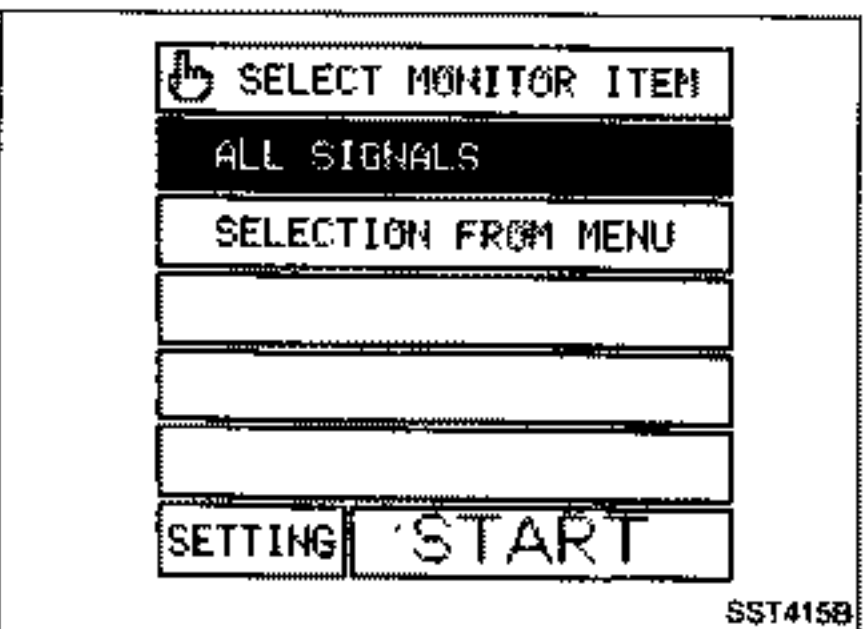 SELECT MONITOR ITEM
ALL SIGNALS
SELECTION FROM MENU
SETTING START
SST415B